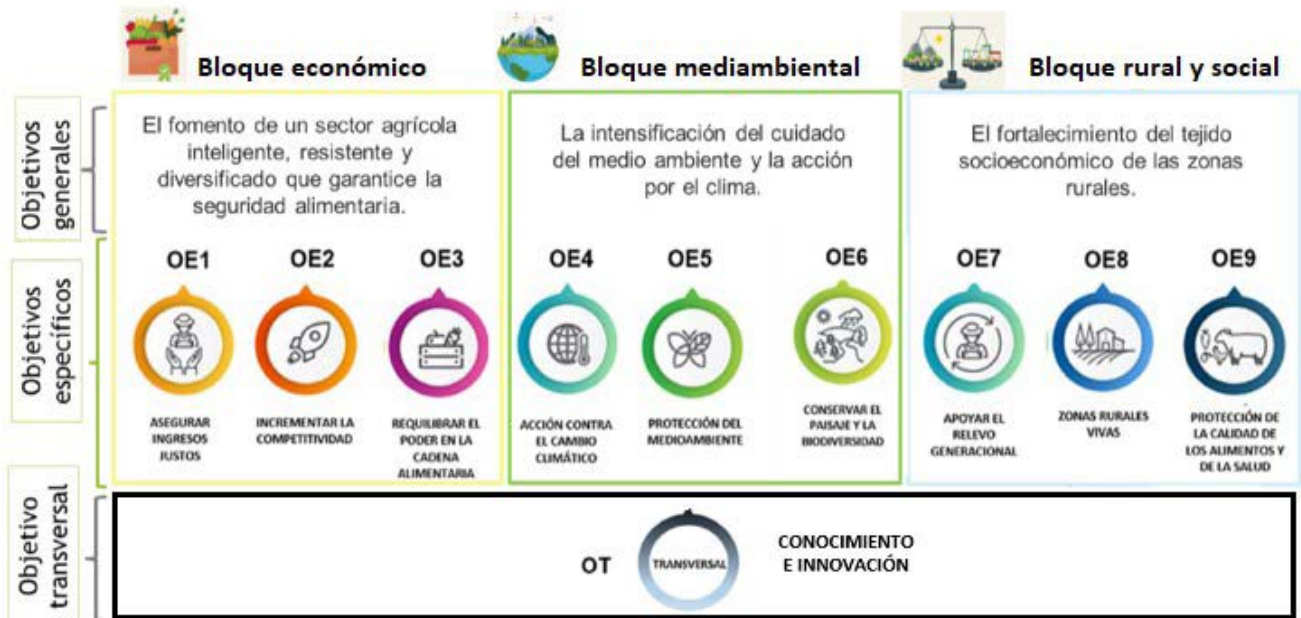 Bloque económico
Bloque mediambiental
Bloque rural y social
Objetivos
generales
El fomento de un sector agrícola
inteligente, resistente y
diversificado que garantice la
seguridad alimentaria.
La intensificación del cuidado
del medio ambiente y la acción
por el clima.
El fortalecimiento del tejido
socioeconómico de las zonas
rurales.
Objetivos
específicos
OE1
ASEGURAR
INGRESOS
JUSTOS
OE2
INCREMENTAR LA
COMPETITIVIDAD
OE3
REQUILIBRAR EL
PODER EN LA
CADENA
ALIMENTARIA
OE4
ACCIÓN CONTRA
EL CAMBIO
CLIMÁTICO
OE5
PROTECCIÓN DEL
MEDIOAMBIENTE
OE6
CONSERVAR EL
PAISAJE Y LA
BIODIVERSIDAD
OE7
APOYAR EL
RELEVO
GENERACIONAL
OE8
ZONAS RURALES
VIVAS
OE9
PROTECCIÓN DE
LA CALIDAD DE
LOS ALIMENTOS Y
DE LA SALUD
Objetivo
transversal
OT
TRANSVERSAL
CONOCIMIENTO
E INNOVACIÓN